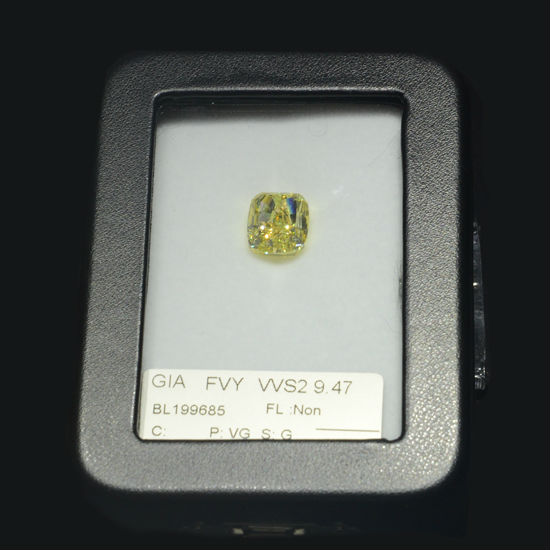 GIA FVY VVS2 9.47
BL199685 FL :Non
C: P: VG S: G